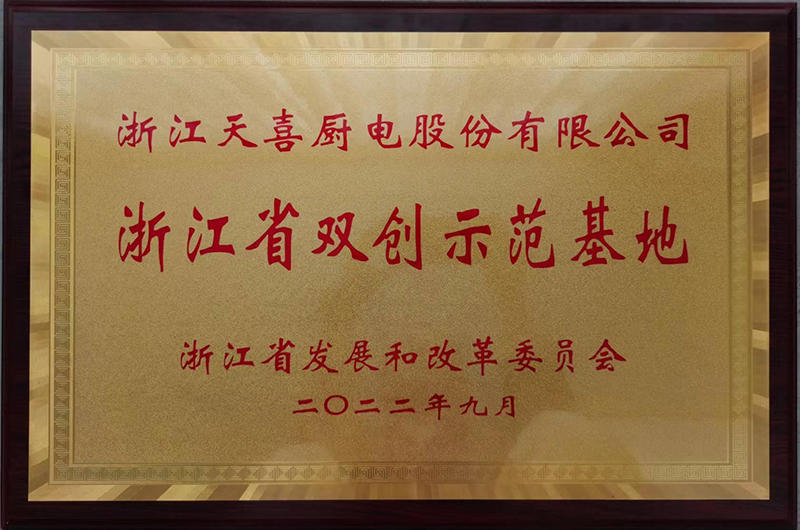 浙江天喜厨电股份有限公司
浙江省双创示范基地
浙江省发展和改革委员会
二〇二二年九月